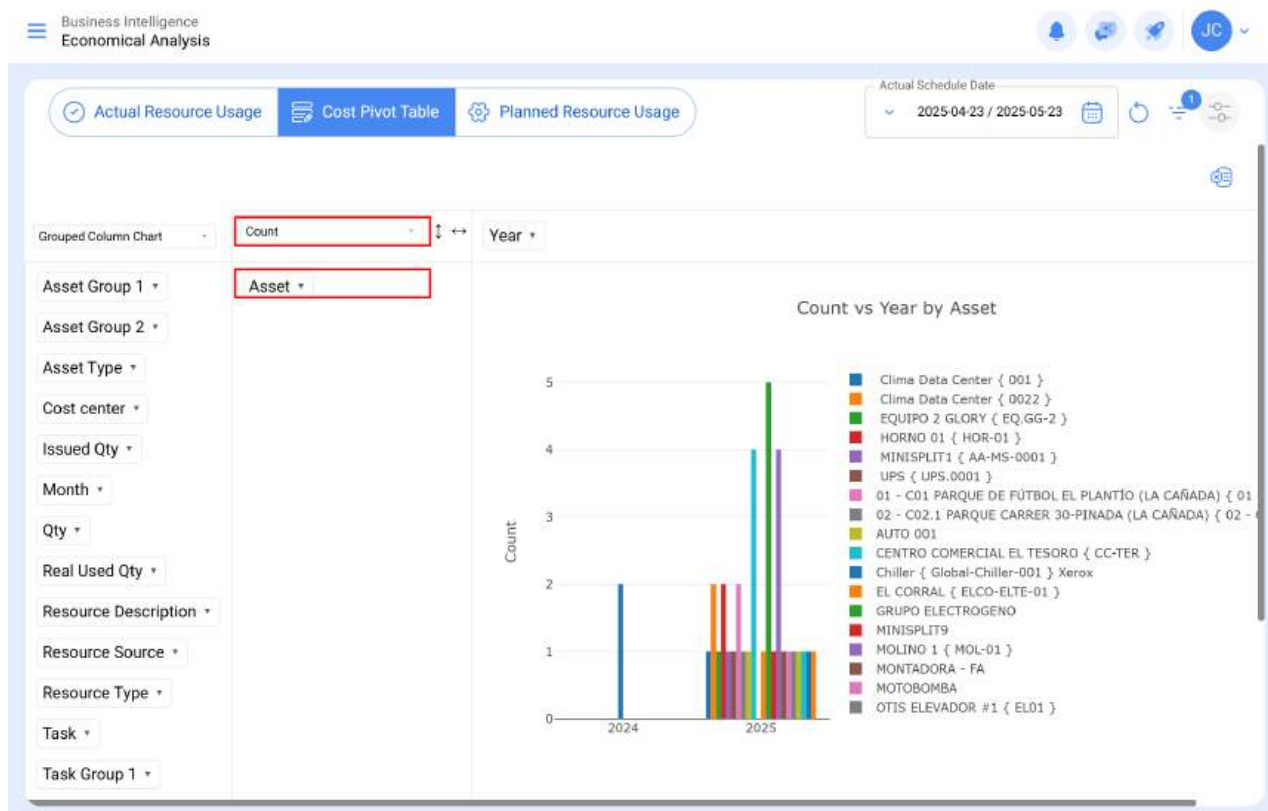 Business Intelligence
Economical Analysis
JC
Actual Resource Usage
Cost Pivot Table
Planned Resource Usage
Actual Schedule Date
2025-04-23 / 2025-05-23
1
Grouped Column Chart
Count
Year
Asset Group 1
Asset
Asset Group 2
Asset Type
Cost center
Issued Qty
Month
Qty
Real Used Qty
Resource Description
Resource Source
Resource Type
Task
Task Group 1
Count vs Year by Asset
Count
5
4
3
2
1
0
2024
2025
Clima Data Center { 001 }
Clima Data Center { 0022 }
EQUIPO 2 GLORY { EQ.GG-2 }
HORNO 01 { HOR-01 }
MINISPLIT1 { AA-MS-0001 }
UPS { UPS.0001 }
01 - C01 PARQUE DE FÚTBOL EL PLANTÍO (LA CAÑADA) { 01
02 - C02.1 PARQUE CARRER 30-PINADA (LA CAÑADA) { 02 -
AUTO 001
CENTRO COMERCIAL EL TESORO { CC-TER }
Chiller { Global-Chiller-001 } Xerox
EL CORRAL { ELCO-ELTE-01 }
GRUPO ELECTROGENO
MINISPLIT9
MOLINO 1 { MOL-01 }
MONTADORA - FA
MOTOBOMBA
OTIS ELEVADOR #1 { EL01 }